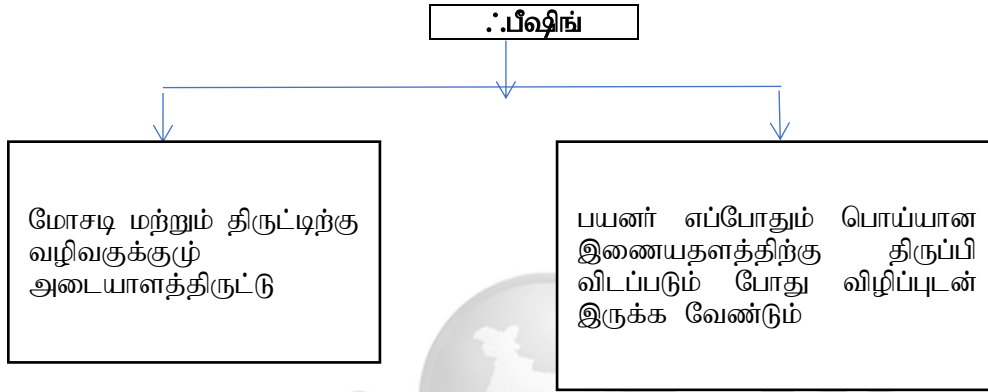 ஃபீஷிங்
மோசடி மற்றும் திருட்டிற்கு
வழிவகுக்குமு்
அடையாளத்திருட்டு
பயனர் எப்போதும் பொய்யான
இணையதளத்திற்கு திருப்பி
விடப்படும் போது விழிப்புடன்
இருக்க வேண்டும்